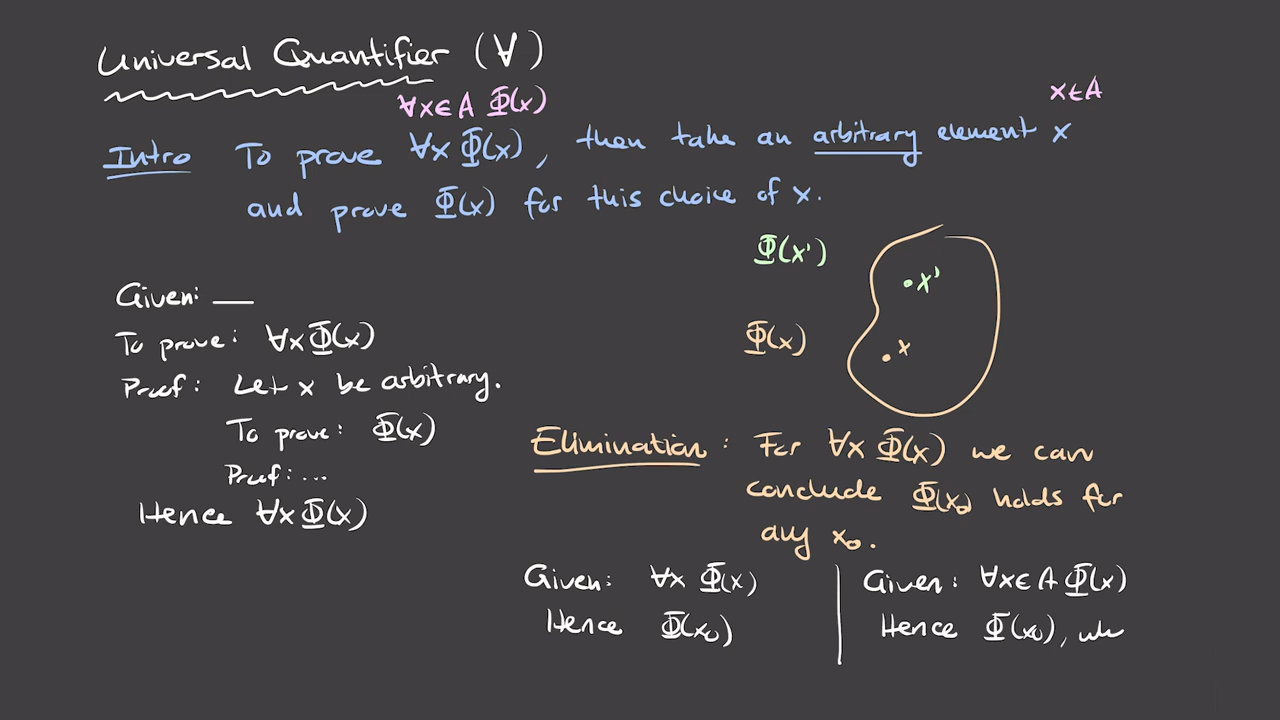 Universal Quantifier (∀)
∀x∈A Φ(x)
x∈A
Intro To prove ∀x Φ(x), then take an arbitrary element x
and prove Φ(x) for this choice of x.
Φ(x')
x'
Φ(x)
x
Given: __
To prove: ∀x Φ(x)
Proof: Let x be arbitrary.
To prove: Φ(x)
Proof: ...
Hence ∀x Φ(x)
Elimination: For ∀x Φ(x) we can
conclude Φ(x₀) holds for
any x₀.
Given: ∀x Φ(x)
Hence Φ(x₀)
Given: ∀x∈A Φ(x)
Hence Φ(x₀),